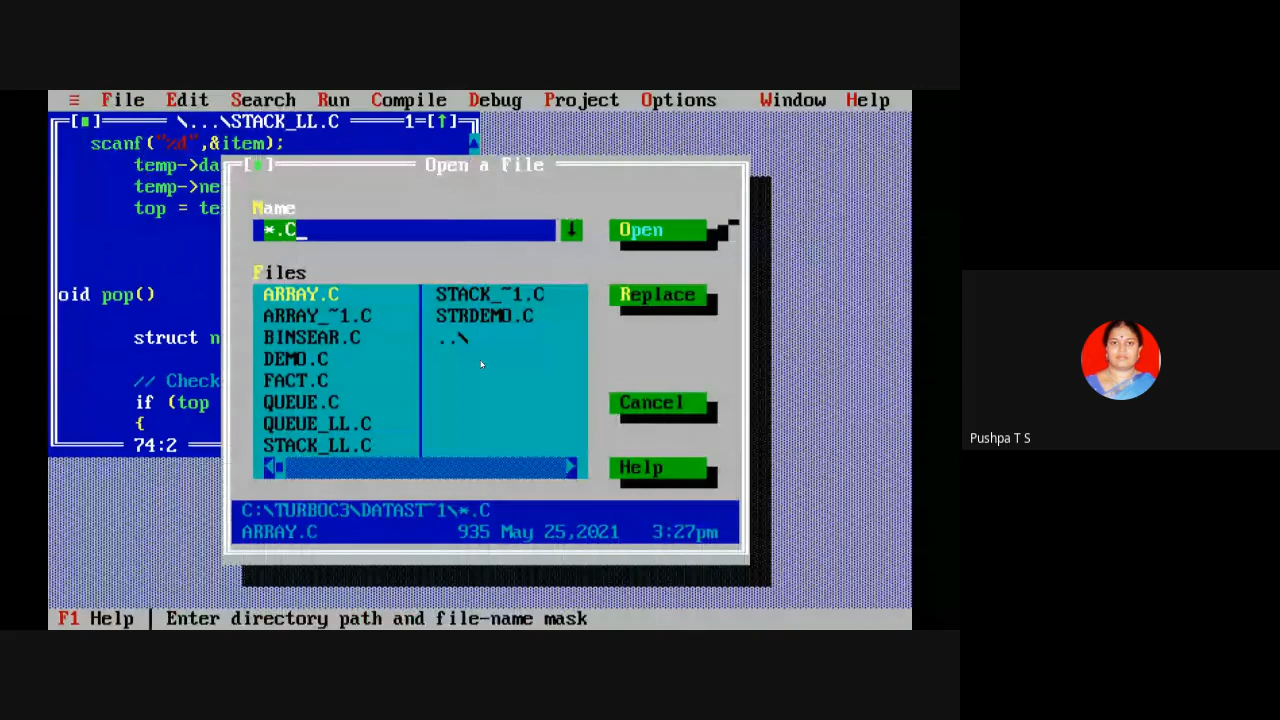 ≡ File Edit Search Run Compile Debug Project Options Window Help
[■] \...\STACK_LL.C 1=[↑]
scanf("%d",&item);
temp->da
temp->ne
top = te
oid pop()
struct n
// Check
if (top
{
74:2
[■] Open a File
Name
*.C_
Open
Files
ARRAY.C
ARRAY_~1.C
BINSEAR.C
DEMO.C
FACT.C
QUEUE.C
QUEUE_LL.C
STACK_LL.C
STACK_~1.C
STRDEMO.C
..\
Replace
Cancel
Help
C:\TURBOC3\DATAST~1\*.C
ARRAY.C 935 May 25,2021 3:27pm
F1 Help | Enter directory path and file-name mask
Pushpa T S